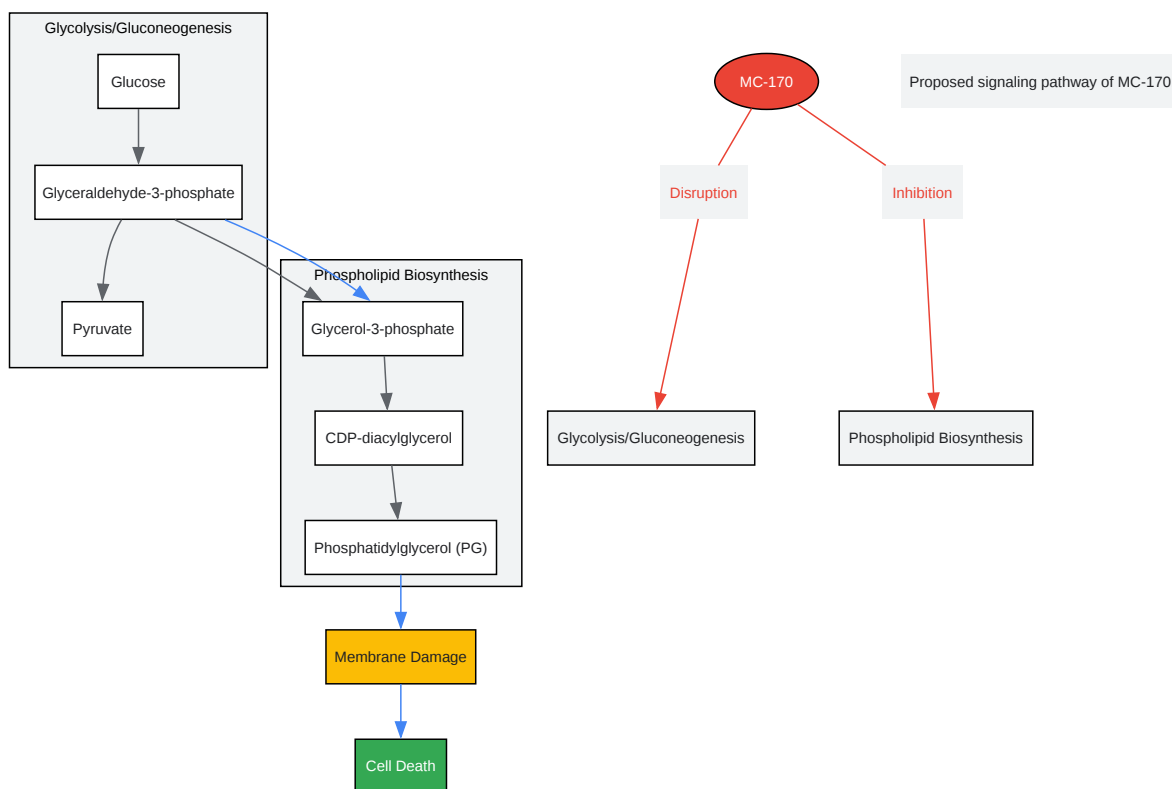 Glycolysis/Gluconeogenesis
Glucose
Glyceraldehyde-3-phosphate
Pyruvate
Phospholipid Biosynthesis
Glycerol-3-phosphate
CDP-diacylglycerol
Phosphatidylglycerol (PG)
Membrane Damage
Cell Death
MC-170
Disruption
Inhibition
Glycolysis/Gluconeogenesis
Phospholipid Biosynthesis
Proposed signaling pathway of MC-170